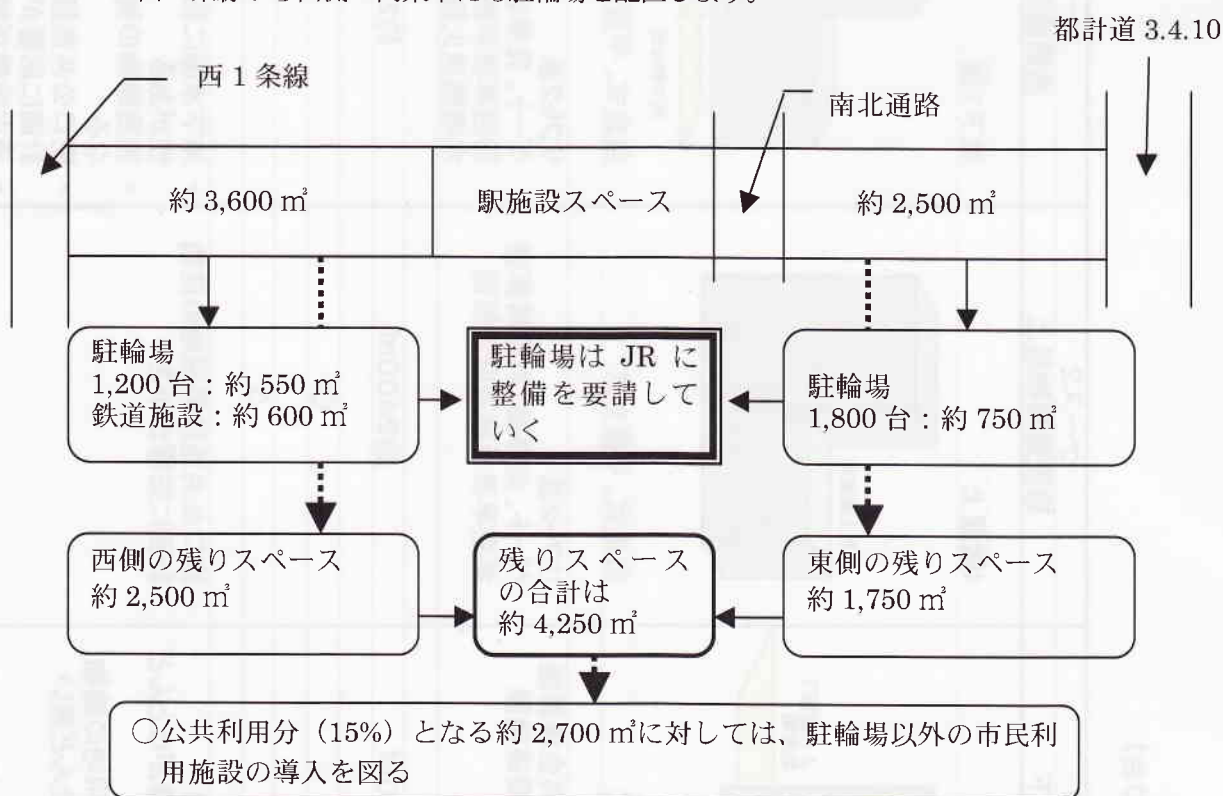 都計道 3.4.10
西 1 条線
南北通路
約 3,600 ㎡
駅施設スペース
約 2,500 ㎡
駐輪場
1,200 台：約 550 ㎡
鉄道施設：約 600 ㎡
駐輪場は JR に
整備を要請して
いく
駐輪場
1,800 台：約 750 ㎡
西側の残りスペース
約 2,500 ㎡
残りスペース
の合計は
約 4,250 ㎡
東側の残りスペース
約 1,750 ㎡
○公共利用分（15%）となる約 2,700 ㎡に対しては、駐輪場以外の市民利
用施設の導入を図る